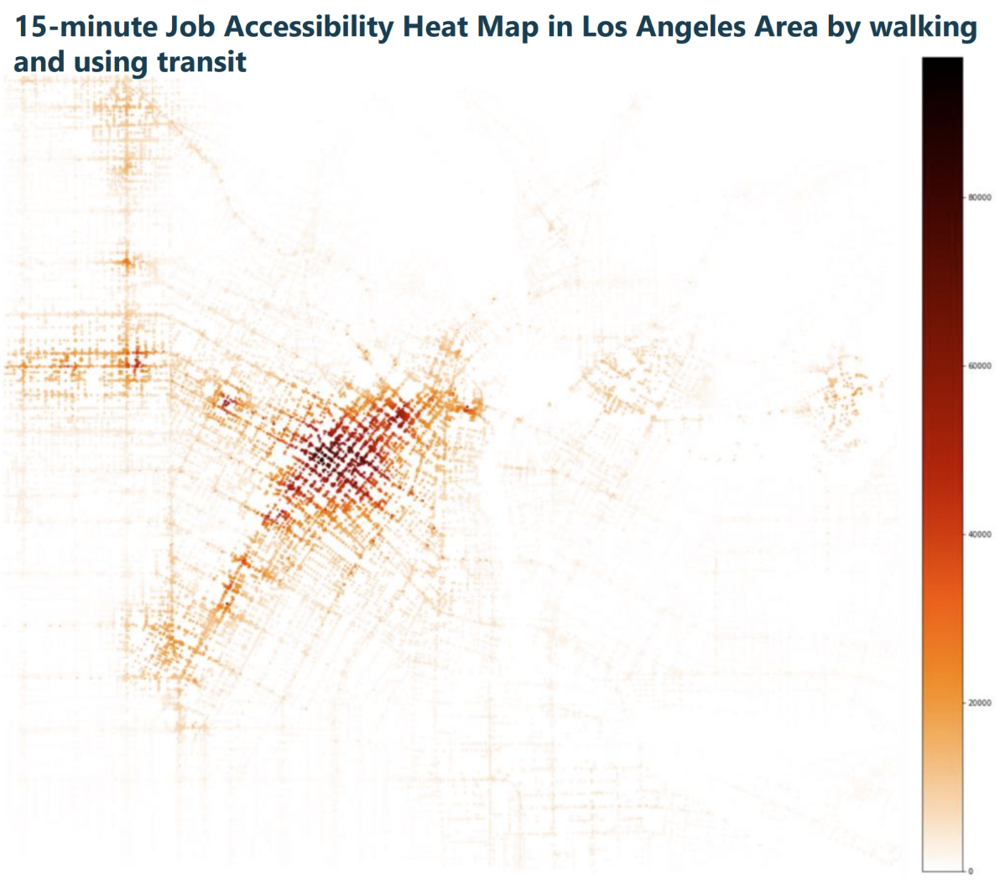 15-minute Job Accessibility Heat Map in Los Angeles Area by walking
and using transit
80000
60000
40000
20000
0